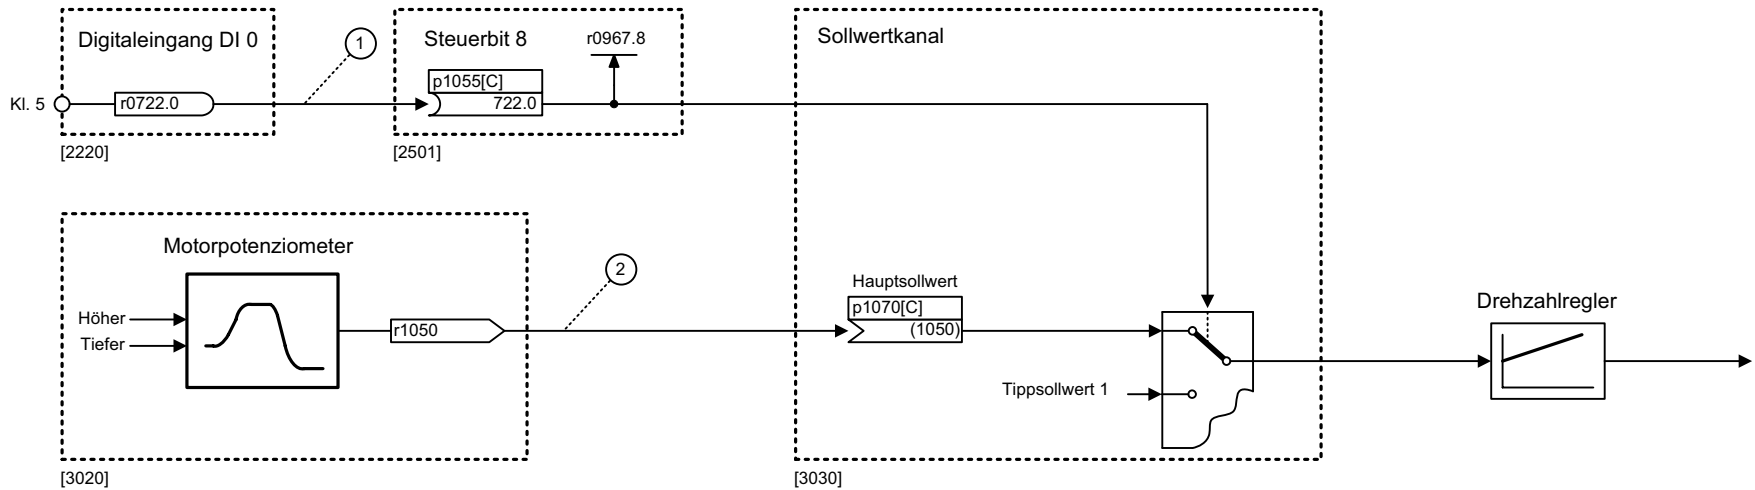 Digitaleingang DI 0
1
Steuerbit 8
r0967.8
Sollwertkanal
p1055[C]
Kl. 5
r0722.0
722.0
[2220]
[2501]
Motorpotenziometer
2
Hauptsollwert
p1070[C]
Drehzahlregler
Höher
r1050
(1050)
Tiefer
Tippsollwert 1
[3020]
[3030]